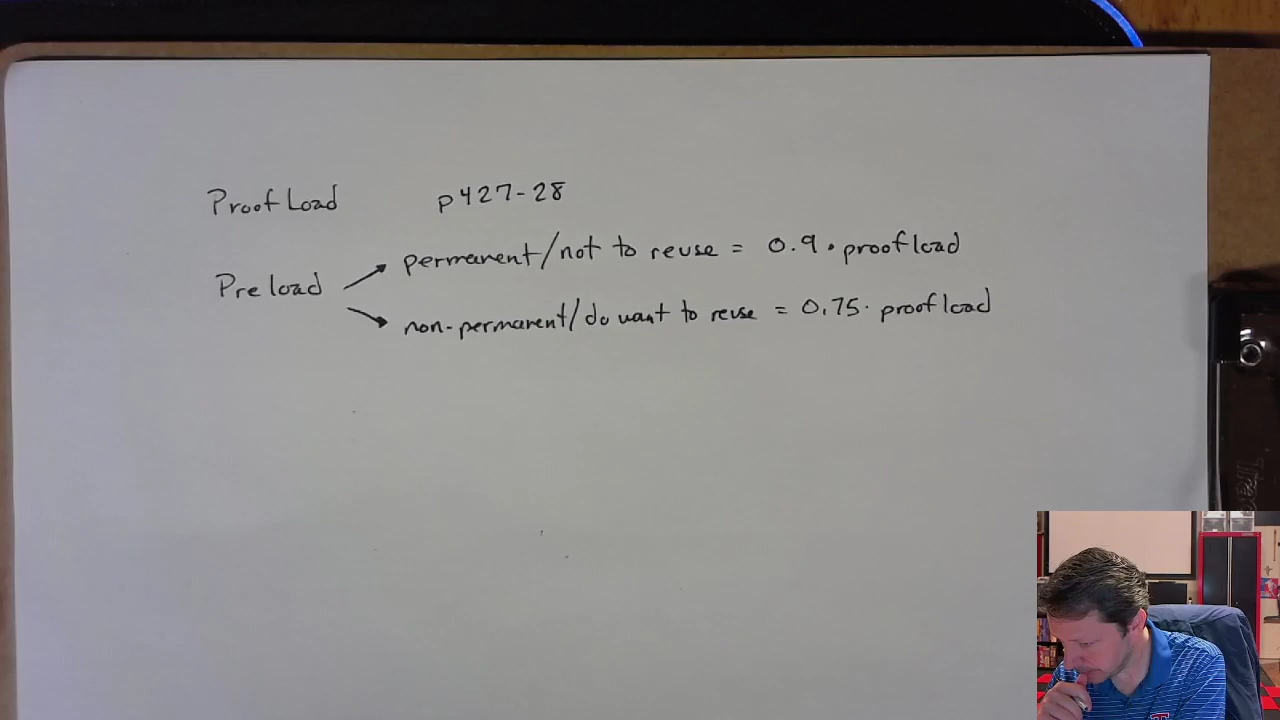 Proof Load p427-28
permanent/not to reuse = 0.9 · proof load
Preload
non-permanent/do want to reuse = 0.75 · proof load